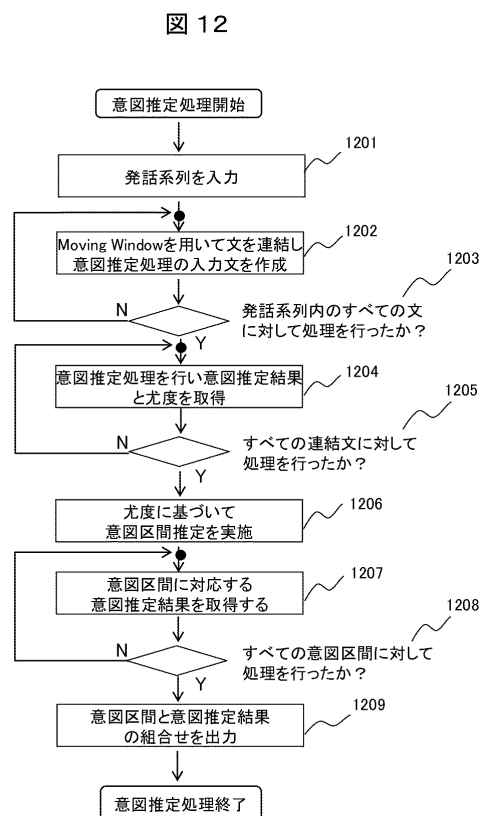 図 12
意図推定処理開始
1201
発話系列を入力
1202
Moving Windowを用いて文を連結し
意図推定処理の入力文を作成
1203
N
発話系列内のすべての文
に対して処理を行ったか？
Y
1204
意図推定処理を行い意図推定結果
と尤度を取得
1205
N
すべての連結文に対して
処理を行ったか？
Y
1206
尤度に基づいて
意図区間推定を実施
1207
意図区間に対応する
意図推定結果を取得する
1208
N
すべての意図区間に対して
処理を行ったか？
Y
1209
意図区間と意図推定結果
の組合せを出力
意図推定処理終了